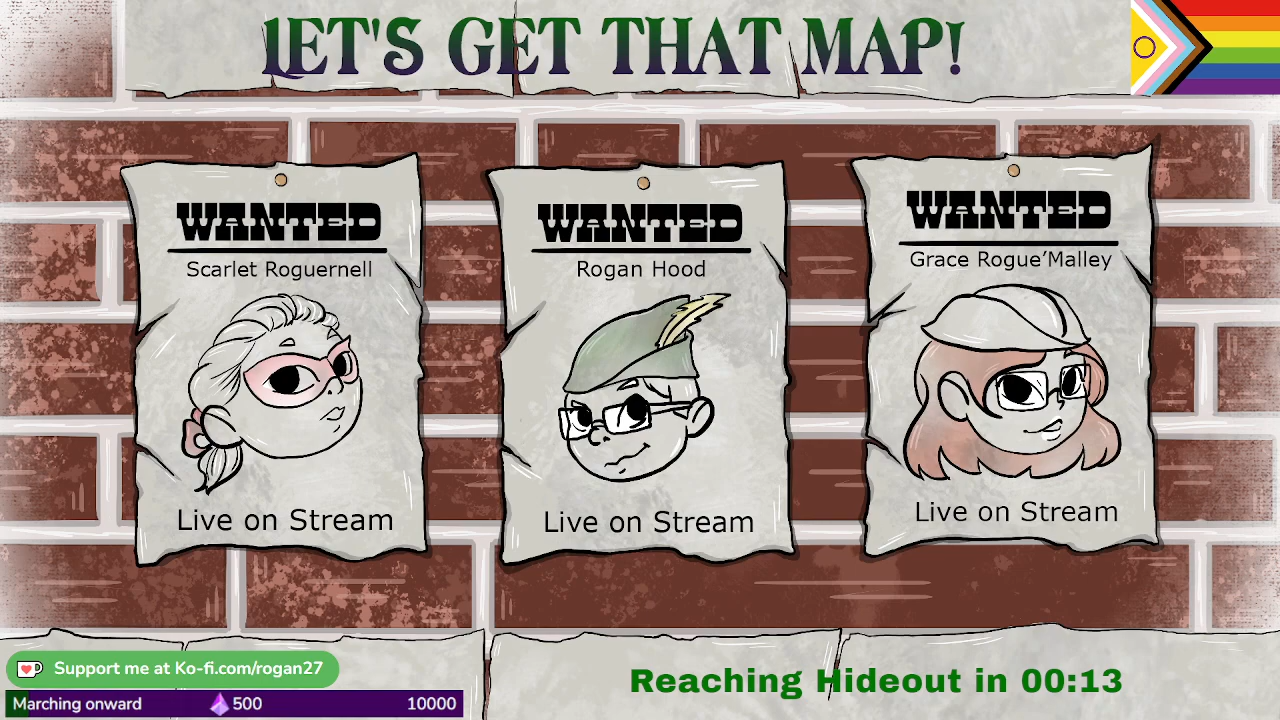 LET'S GET THAT MAP!
WANTED
Scarlet Roguernell
Live on Stream
WANTED
Rogan Hood
Live on Stream
WANTED
Grace Rogue’Malley
Live on Stream
Support me at Ko-fi.com/rogan27
Marching onward 500 10000
Reaching Hideout in 00:13